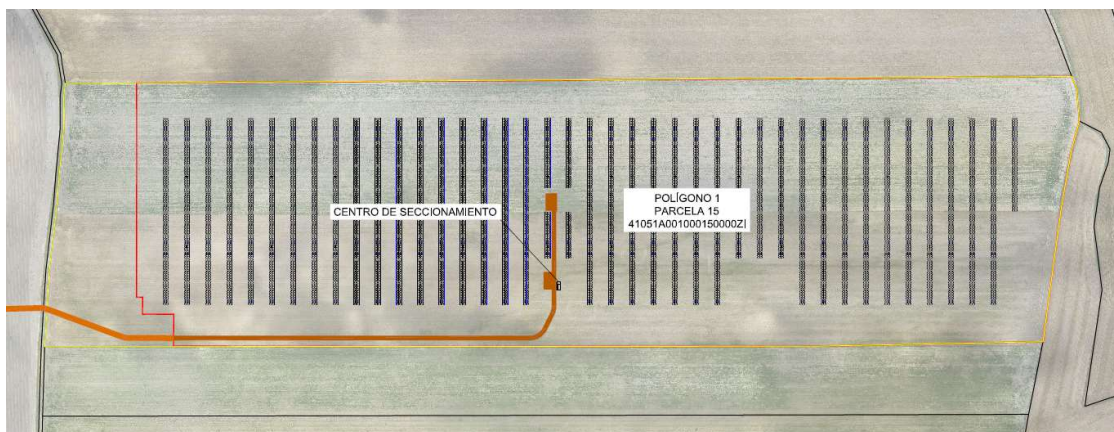 CENTRO DE SECCIONAMIENTO
POLÍGONO 1
PARCELA 15
41051A001000150000ZI